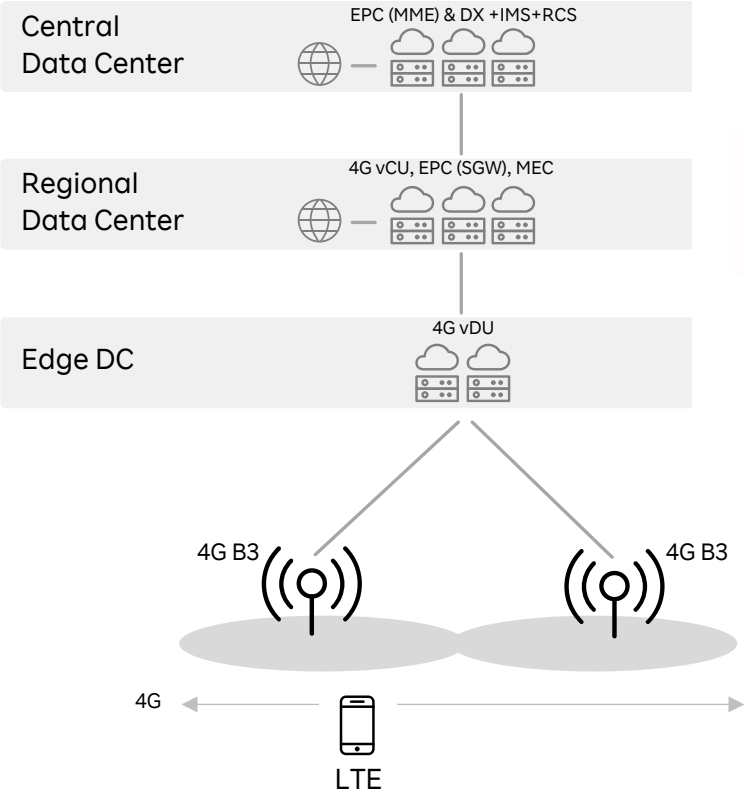 EPC (MME) & DX +IMS+RCS
Central
Data Center
4G vCU, EPC (SGW), MEC
Regional
Data Center
4G vDU
Edge DC
4G B3
4G B3
4G
LTE